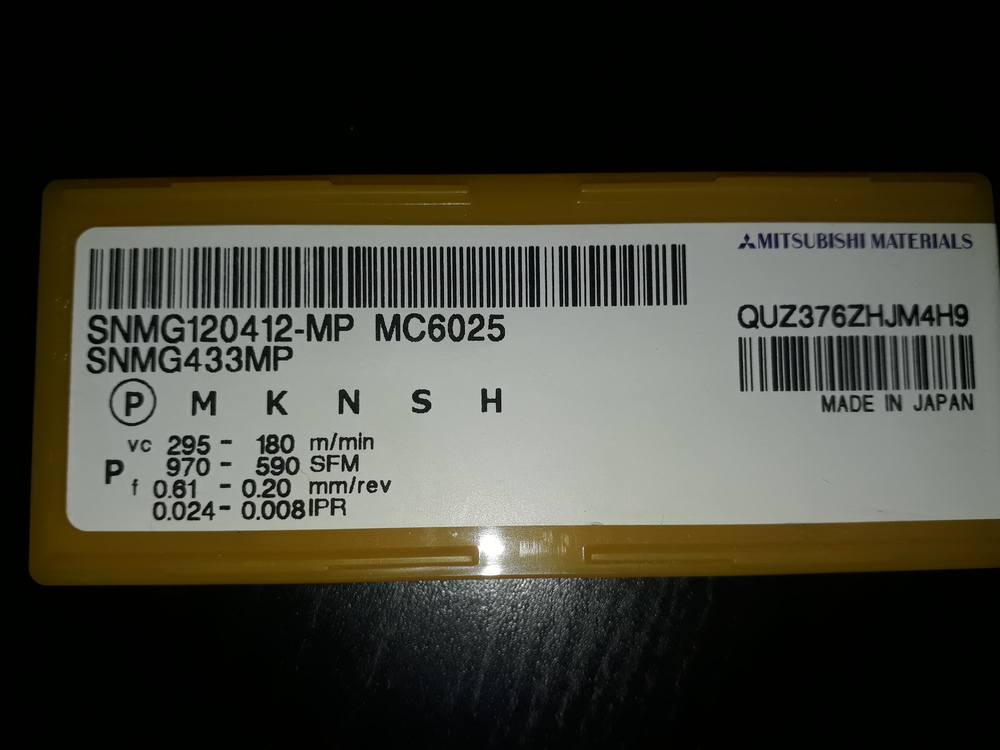 MITSUBISHI MATERIALS
SNMG120412-MP MC6025
SNMG433MP
QUZ376ZHJM4H9
MADE IN JAPAN
P M K N S H
P
vc 295 - 180 m/min
970 - 590 SFM
f 0.61 - 0.20 mm/rev
0.024 - 0.008 IPR